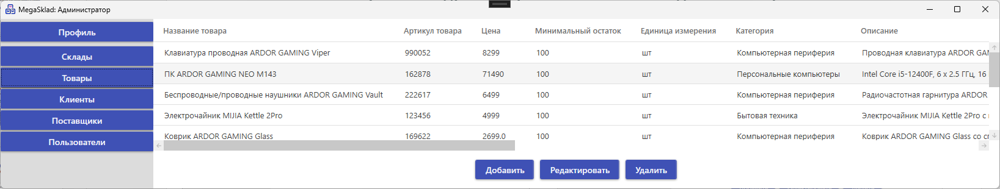 MegaSklad: Администратор
Профиль
Склады
Товары
Клиенты
Поставщики
Пользователи
Название товара Артикул товара Цена Минимальный остаток Единица измерения Категория Описание
Клавиатура проводная ARDOR GAMING Viper 990052 8299 100 шт Компьютерная периферия Проводная клавиатура ARDOR GAM
ПК ARDOR GAMING NEO M143 162878 71490 100 шт Персональные компьютеры Intel Core i5-12400F, 6 x 2.5 ГГц, 16
Беспроводные/проводные наушники ARDOR GAMING Vault 222617 6499 100 шт Компьютерная периферия Радиочастотная гарнитура ARDOR
Электрочайник MIJIA Kettle 2Pro 123456 4999 100 шт Бытовая техника Электрочайник MIJIA Kettle 2Pro с
Коврик ARDOR GAMING Glass 169622 2699.0 100 шт Компьютерная периферия Коврик ARDOR GAMING Glass со
Добавить Редактировать Удалить